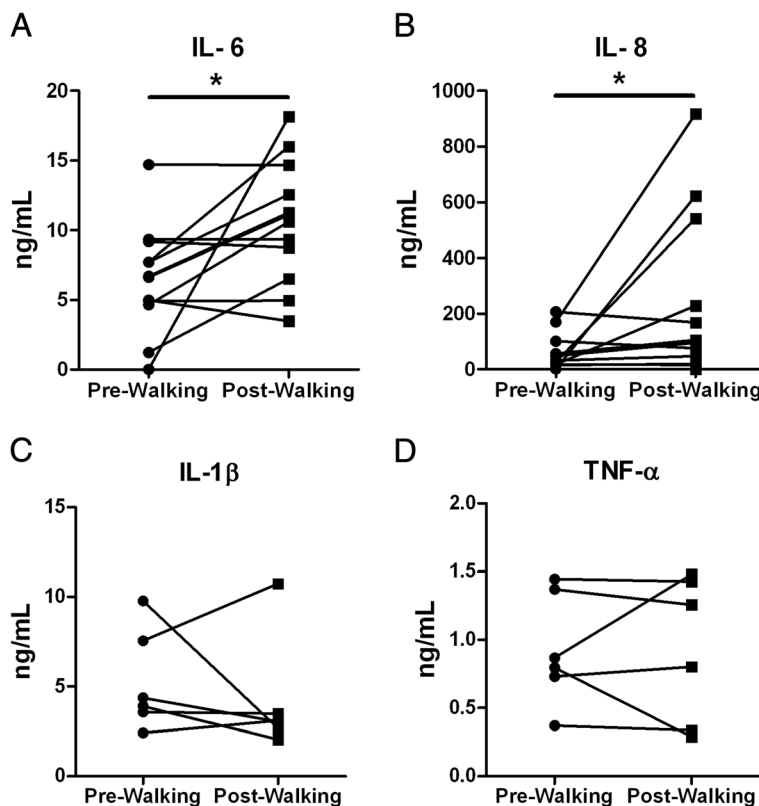 A
IL- 6
*
20
15
10
5
0
ng/mL
Pre-Walking Post-Walking
B
IL- 8
*
1000
800
600
400
200
0
ng/mL
Pre-Walking Post-Walking
C
IL-1β
15
10
5
0
ng/mL
Pre-Walking Post-Walking
D
TNF-α
2.0
1.5
1.0
0.5
0.0
ng/mL
Pre-Walking Post-Walking